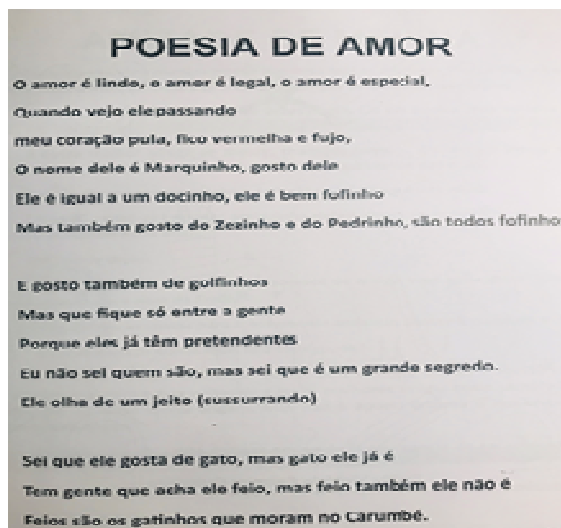 POESIA DE AMOR
O amor é lindo, o amor é legal, o amor é especial,
Quando vejo ele passando
meu coração pula, fico vermelha e fujo,
O nome dele é Marquinho, gosto dele
Ele é igual a um docinho, ele é bem fofinho
Mas também gosto do Zezinho e do Pedrinho, são todos fofinho
E gosto também de golfinhos
Mas que fique só entre a gente
Porque eles já têm pretendentes
Eu não sei quem são, mas sei que é um grande segredo.
Ele olha de um jeito (sussurrando)
Sei que ele gosta de gato, mas gato ele já é
Tem gente que acha ele feio, mas feio também ele não é
Feios são os gatinhos que moram no Carumbé.